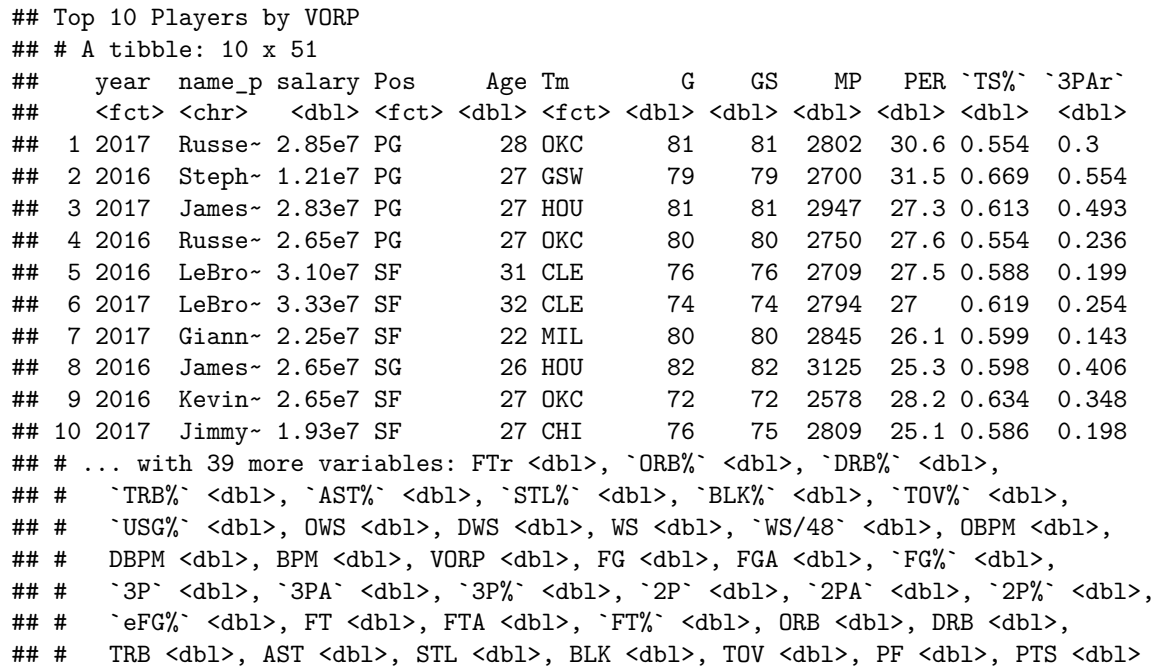 ## Top 10 Players by VORP
## # A tibble: 10 x 51
##    year  name_p salary Pos     Age Tm        G    GS    MP   PER `TS%` `3PAr`
##    <fct> <chr>   <dbl> <fct> <dbl> <fct> <dbl> <dbl> <dbl> <dbl> <dbl>  <dbl>
##  1 2017  Russe~ 2.85e7 PG       28 OKC      81    81  2802  30.6 0.554  0.3
##  2 2016  Steph~ 1.21e7 PG       27 GSW      79    79  2700  31.5 0.669  0.554
##  3 2017  James~ 2.83e7 PG       27 HOU      81    81  2947  27.3 0.613  0.493
##  4 2016  Russe~ 2.65e7 PG       27 OKC      80    80  2750  27.6 0.554  0.236
##  5 2016  LeBro~ 3.10e7 SF       31 CLE      76    76  2709  27.5 0.588  0.199
##  6 2017  LeBro~ 3.33e7 SF       32 CLE      74    74  2794  27   0.619  0.254
##  7 2017  Giann~ 2.25e7 SF       22 MIL      80    80  2845  26.1 0.599  0.143
##  8 2016  James~ 2.65e7 SG       26 HOU      82    82  3125  25.3 0.598  0.406
##  9 2016  Kevin~ 2.65e7 SF       27 OKC      72    72  2578  28.2 0.634  0.348
## 10 2017  Jimmy~ 1.93e7 SF       27 CHI      76    75  2809  25.1 0.586  0.198
## # ... with 39 more variables: FTr <dbl>, `ORB%` <dbl>, `DRB%` <dbl>,
## #   `TRB%` <dbl>, `AST%` <dbl>, `STL%` <dbl>, `BLK%` <dbl>, `TOV%` <dbl>,
## #   `USG%` <dbl>, OWS <dbl>, DWS <dbl>, WS <dbl>, `WS/48` <dbl>, OBPM <dbl>,
## #   DBPM <dbl>, BPM <dbl>, VORP <dbl>, FG <dbl>, FGA <dbl>, `FG%` <dbl>,
## #   `3P` <dbl>, `3PA` <dbl>, `3P%` <dbl>, `2P` <dbl>, `2PA` <dbl>, `2P%` <dbl>,
## #   `eFG%` <dbl>, FT <dbl>, FTA <dbl>, `FT%` <dbl>, ORB <dbl>, DRB <dbl>,
## #   TRB <dbl>, AST <dbl>, STL <dbl>, BLK <dbl>, TOV <dbl>, PF <dbl>, PTS <dbl>